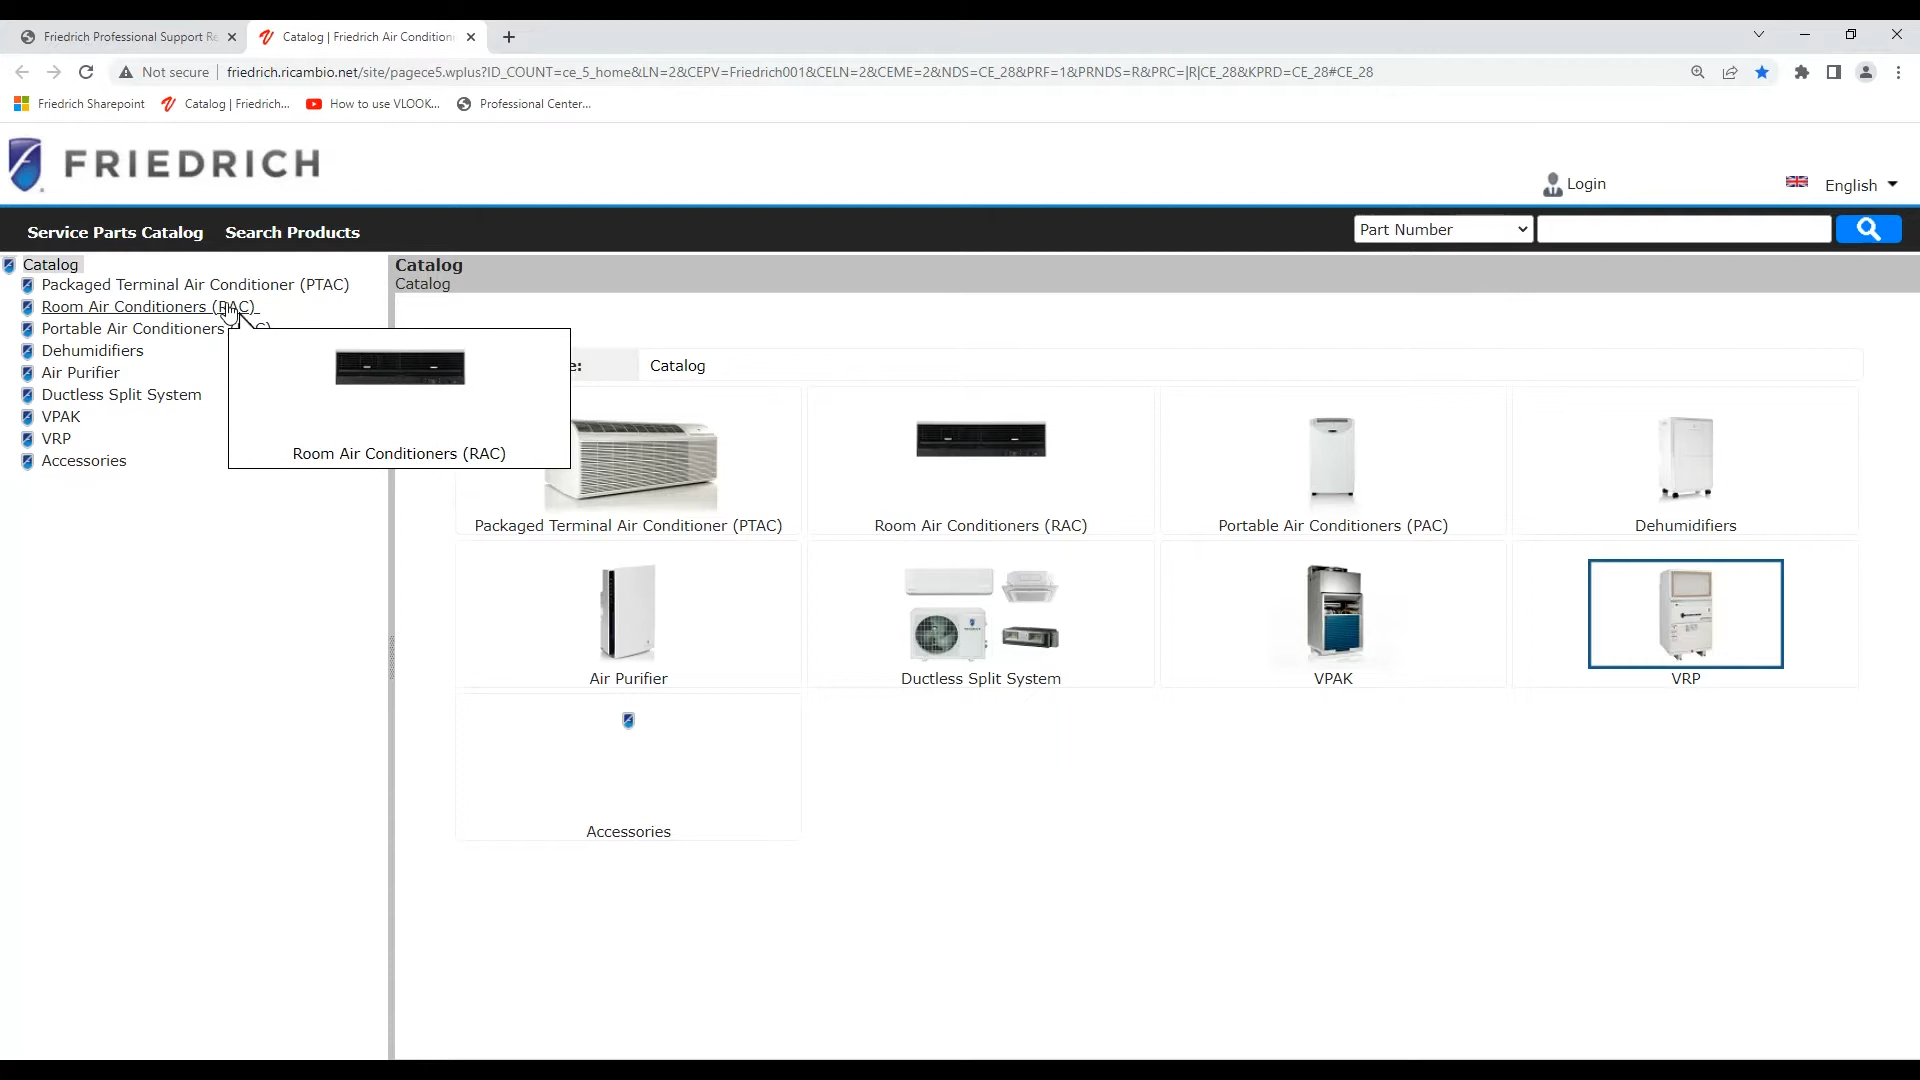 Friedrich Professional Support Re
Catalog | Friedrich Air Condition
Not secure
friedrich.ricambio.net/site/pagece5.wplus?ID_COUNT=ce_5_home&LN=2&CEPV=Friedrich001&CELN=2&CEME=2&NDS=CE_28&PRF=1&PRNDS=R&PRC=|R|CE_28&KPRD=CE_28#CE_28
Friedrich Sharepoint
Catalog | Friedrich...
How to use VLOOK...
Professional Center...
FRIEDRICH
Login
English
Service Parts Catalog
Search Products
Part Number
Catalog
Packaged Terminal Air Conditioner (PTAC)
Room Air Conditioners (RAC)
Portable Air Conditioners
Dehumidifiers
Air Purifier
Ductless Split System
VPAK
VRP
Accessories
Room Air Conditioners (RAC)
Catalog
Catalog
e:
Catalog
Packaged Terminal Air Conditioner (PTAC)
Room Air Conditioners (RAC)
Portable Air Conditioners (PAC)
Dehumidifiers
Air Purifier
Ductless Split System
VPAK
VRP
Accessories